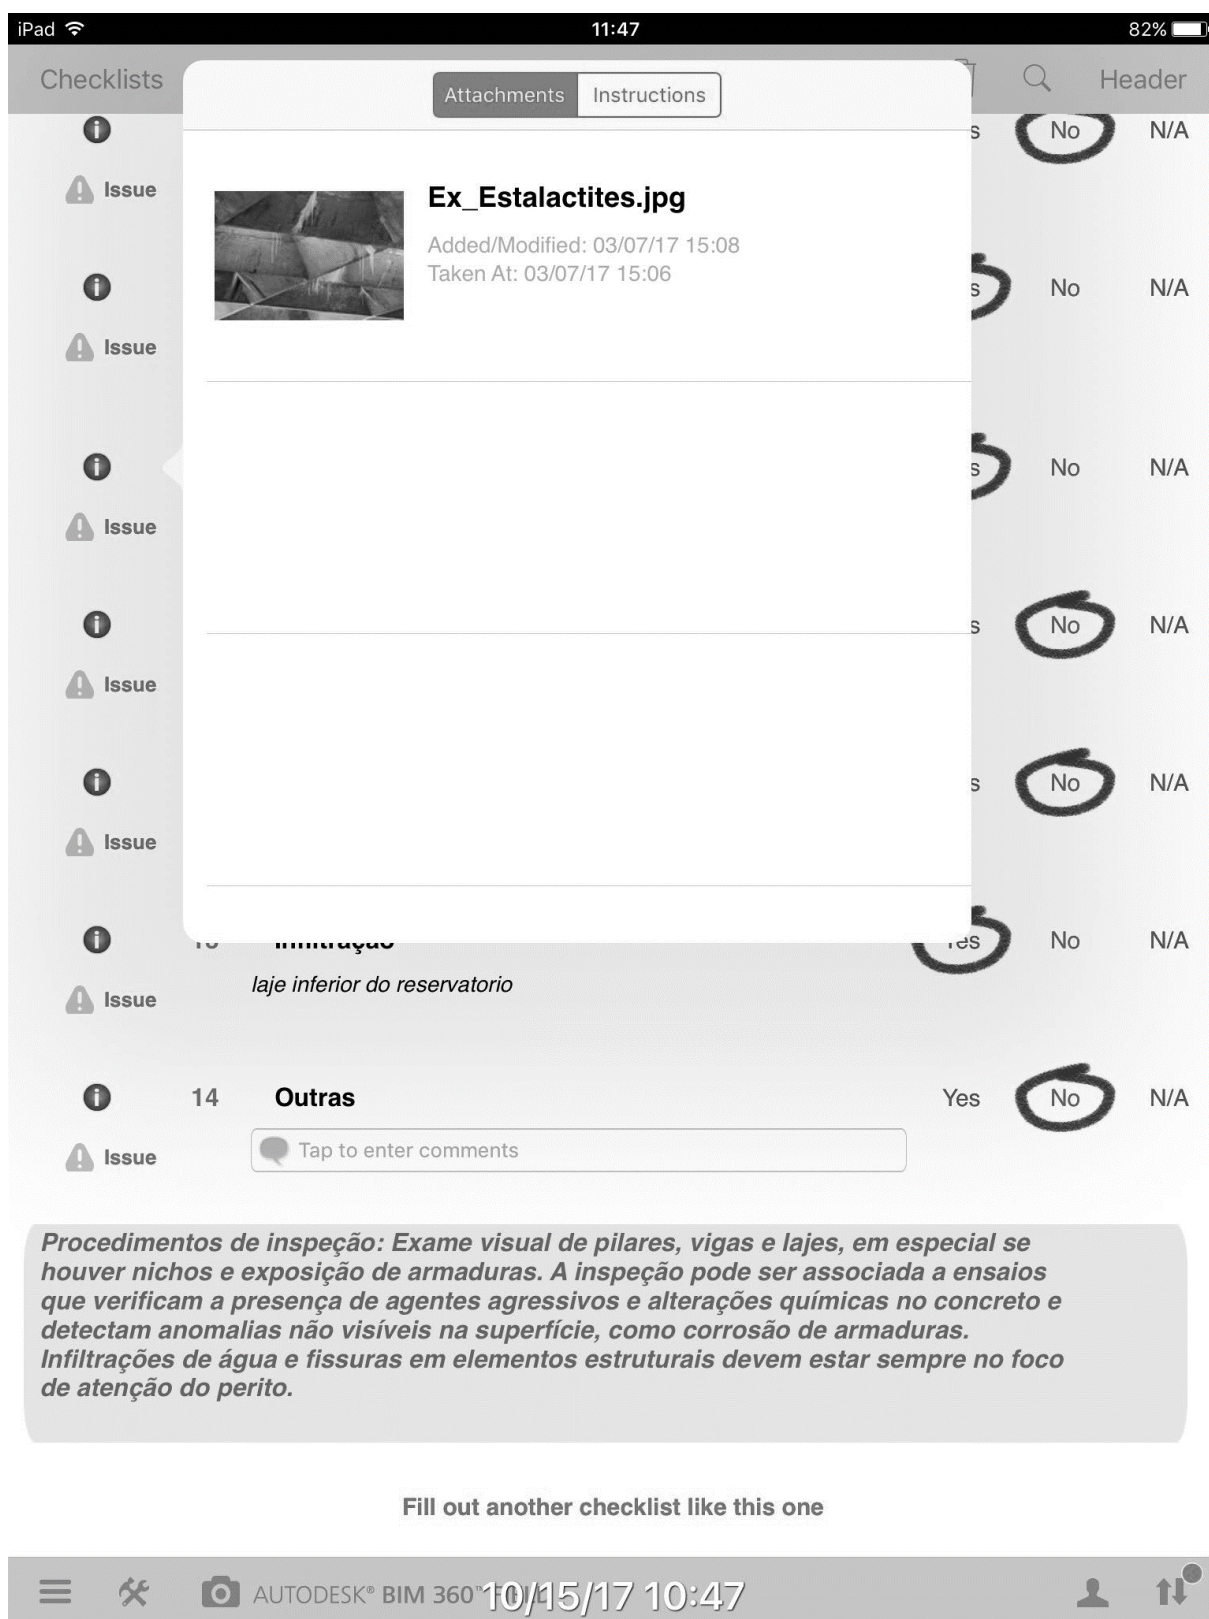 iPad 11:47 82%
Checklists Attachments Instructions Header
No N/A
Issue
Ex_Estalactites.jpg
Added/Modified: 03/07/17 15:08
Taken At: 03/07/17 15:06
No N/A
Issue
No N/A
Issue
No N/A
Issue
No N/A
Issue
Infiltração Yes No N/A
laje inferior do reservatorio
Issue
14 Outras Yes No N/A
Issue Tap to enter comments
Procedimentos de inspeção: Exame visual de pilares, vigas e lajes, em especial se
houver nichos e exposição de armaduras. A inspeção pode ser associada a ensaios
que verificam a presença de agentes agressivos e alterações químicas no concreto e
detectam anomalias não visíveis na superfície, como corrosão de armaduras.
Infiltrações de água e fissuras em elementos estruturais devem estar sempre no foco
de atenção do perito.
Fill out another checklist like this one
AUTODESK® BIM 360™ 10/15/17 10:47